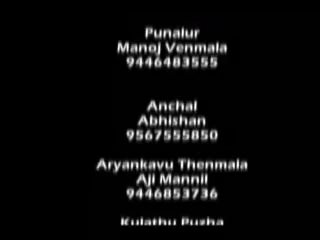 Punalur
Manoj Venmala
9446483555
Anchal
Abhishan
9567555850
Aryankavu Thenmala
Aji Mannil
9446853736
Kulathu Puzha